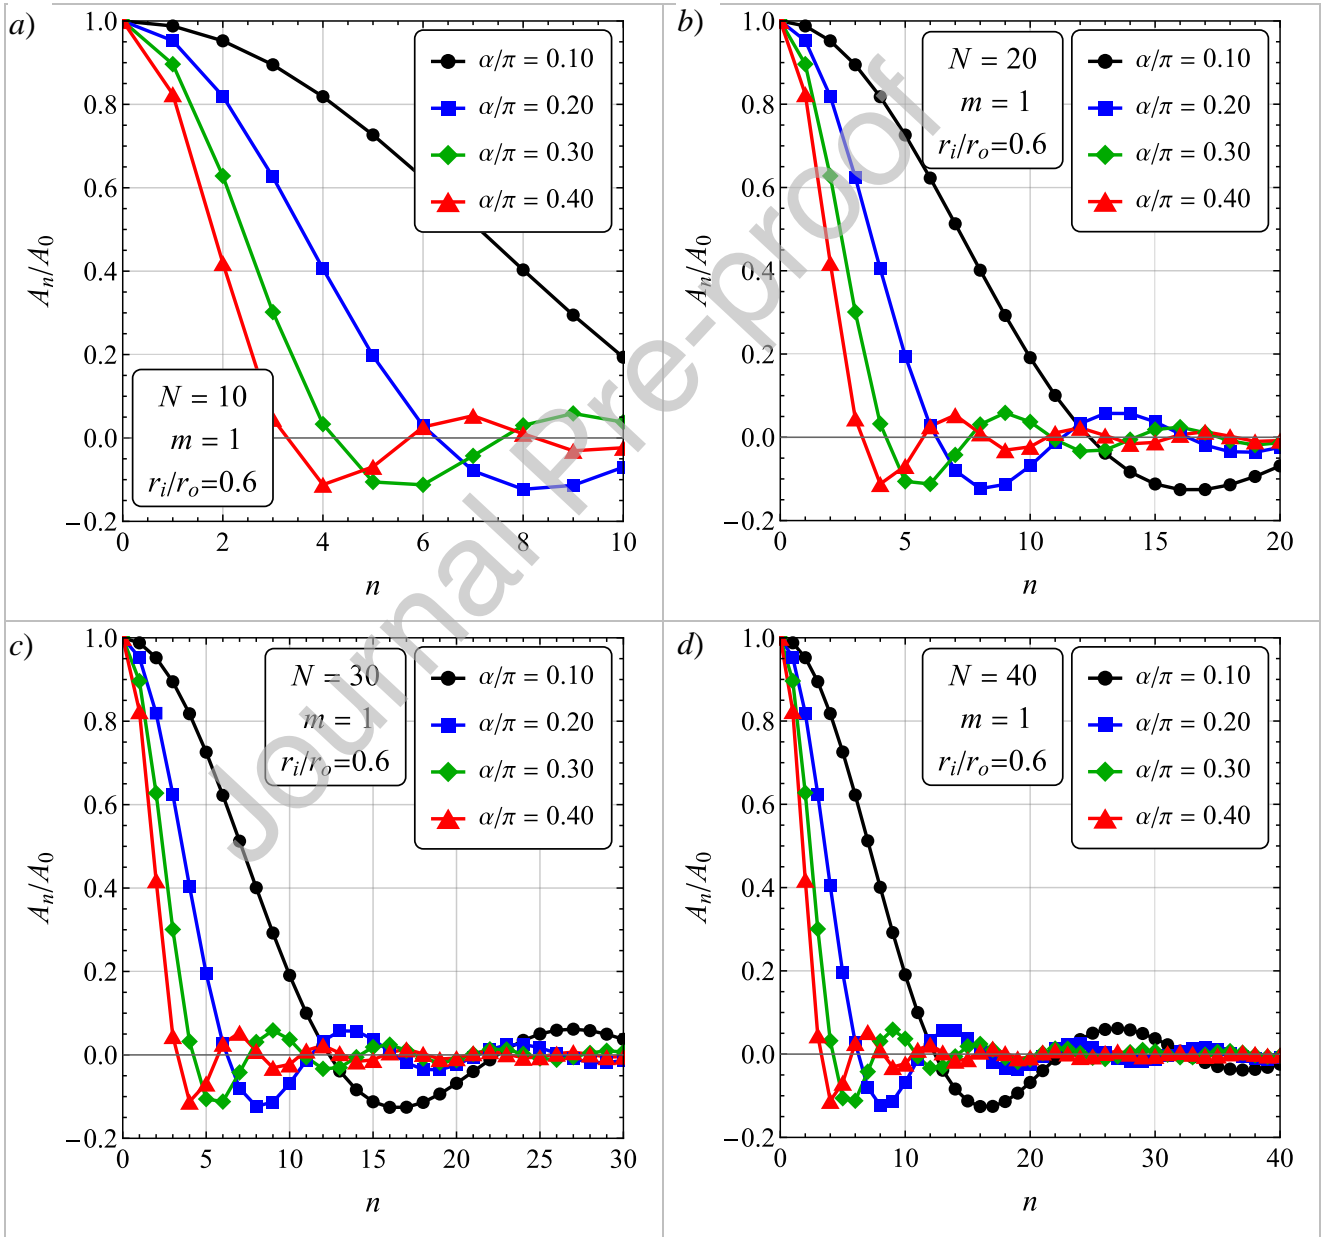 a)
1.0
0.8
0.6
0.4
0.2
0.0
−0.2
0 2 4 6 8 10
A_n/A_0
n
α/π = 0.10
α/π = 0.20
α/π = 0.30
α/π = 0.40
N = 10
m = 1
r_i/r_o=0.6
b)
1.0
0.8
0.6
0.4
0.2
0.0
−0.2
0 5 10 15 20
A_n/A_0
n
N = 20
m = 1
r_i/r_o=0.6
α/π = 0.10
α/π = 0.20
α/π = 0.30
α/π = 0.40
c)
1.0
0.8
0.6
0.4
0.2
0.0
−0.2
0 5 10 15 20 25 30
A_n/A_0
n
N = 30
m = 1
r_i/r_o=0.6
α/π = 0.10
α/π = 0.20
α/π = 0.30
α/π = 0.40
d)
1.0
0.8
0.6
0.4
0.2
0.0
−0.2
0 10 20 30 40
A_n/A_0
n
N = 40
m = 1
r_i/r_o=0.6
α/π = 0.10
α/π = 0.20
α/π = 0.30
α/π = 0.40
Journal Pre-proof